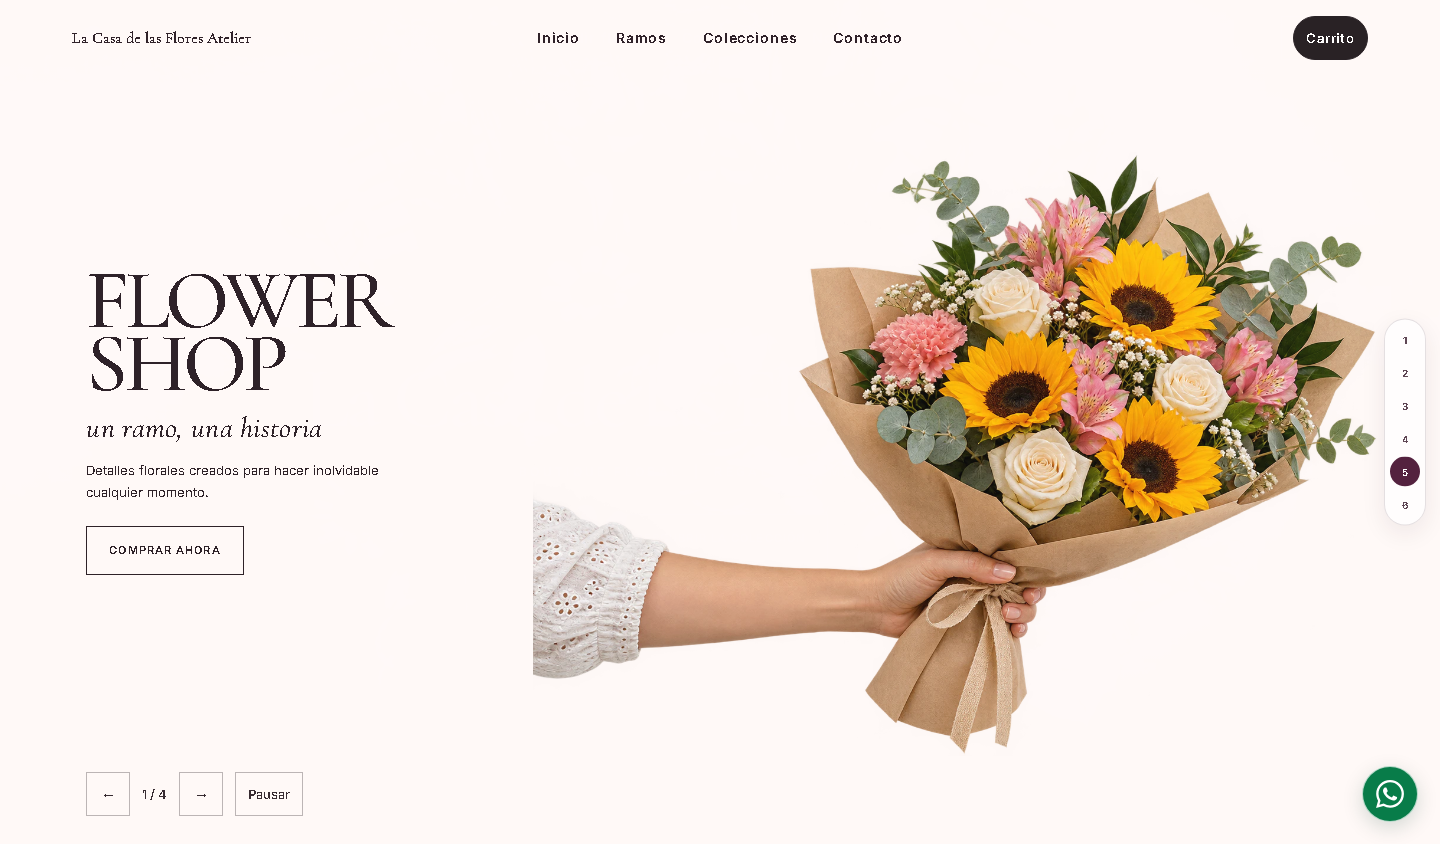 La Casa de las Flores Atelier
Inicio
Ramos
Colecciones
Contacto
Carrito
FLOWER
SHOP
un ramo, una historia
Detalles florales creados para hacer inolvidable
cualquier momento.
COMPRAR AHORA
1
2
3
4
5
6
←
1 / 4
→
Pausar